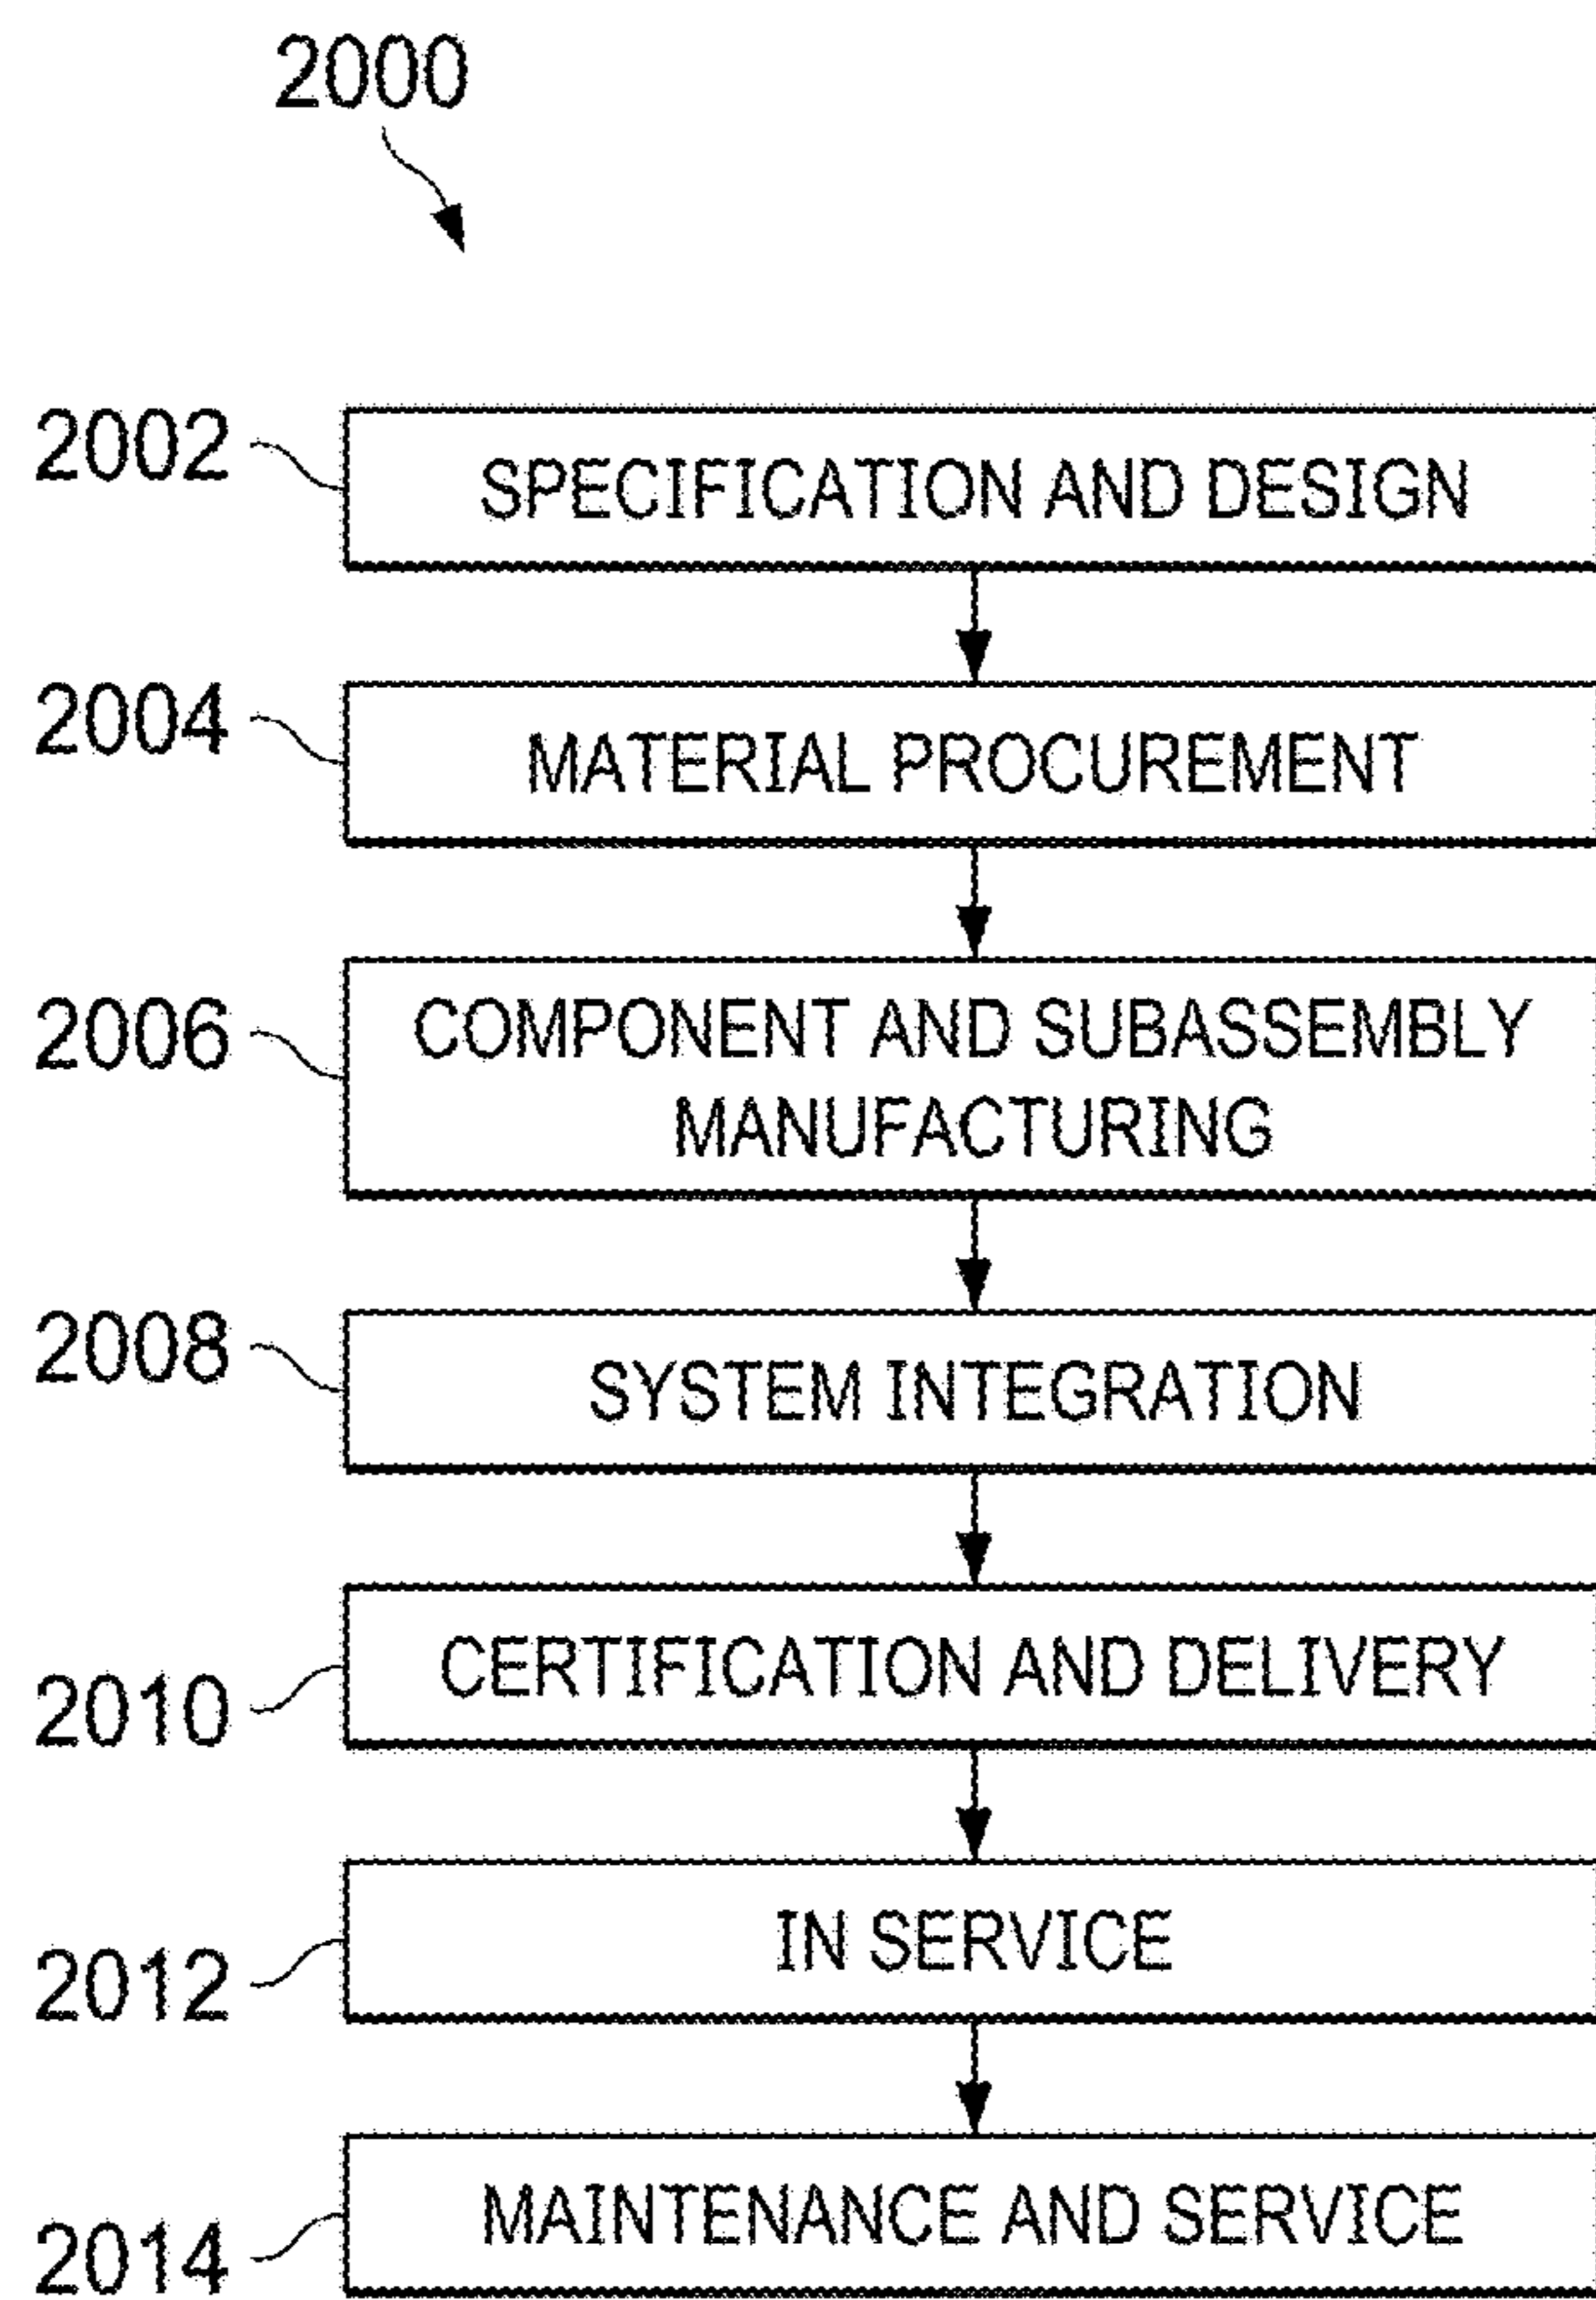 2000
2002 SPECIFICATION AND DESIGN
2004 MATERIAL PROCUREMENT
2006 COMPONENT AND SUBASSEMBLY
MANUFACTURING
2008 SYSTEM INTEGRATION
2010 CERTIFICATION AND DELIVERY
2012 IN SERVICE
2014 MAINTENANCE AND SERVICE